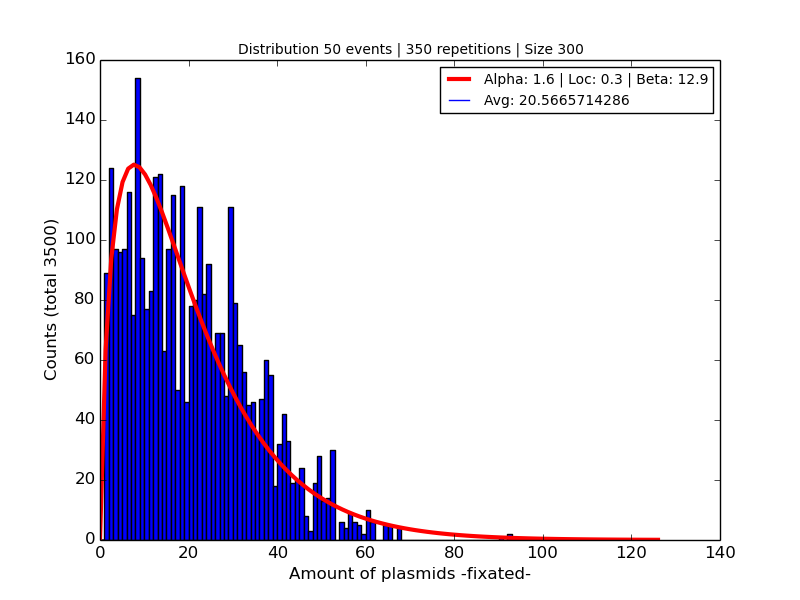 Distribution 50 events | 350 repetitions | Size 300
Alpha: 1.6 | Loc: 0.3 | Beta: 12.9
Avg: 20.5665714286
Counts (total 3500)
160
140
120
100
80
60
40
20
0
0 20 40 60 80 100 120 140
Amount of plasmids -fixated-